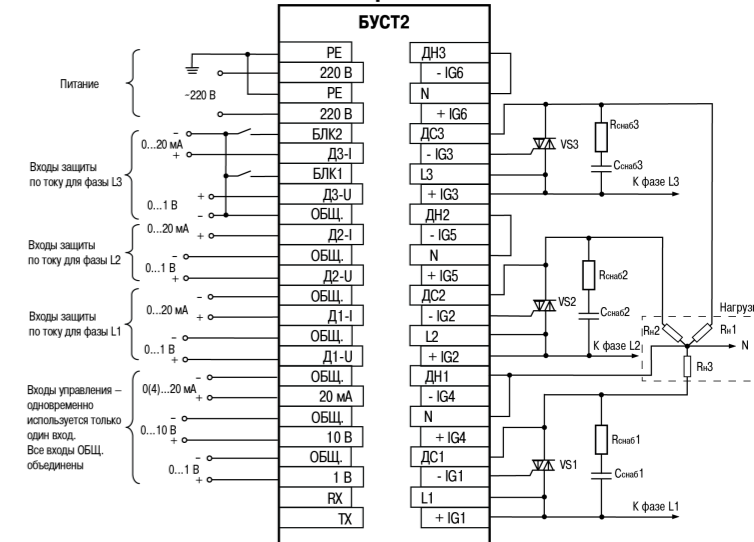 БУСТ2
Питание
~220 В
PE
220 В
PE
220 В
БЛК2
Д3-I
БЛК1
Д3-U
ОБЩ.
Д2-I
ОБЩ.
Д2-U
ОБЩ.
Д1-I
ОБЩ.
Д1-U
ОБЩ.
20 мА
ОБЩ.
10 В
ОБЩ.
1 В
RX
TX
Входы защиты
по току для фазы L3
0...20 мА
- 
+
0...1 В
+
-
Входы защиты
по току для фазы L2
0...20 мА
+
0...1 В
-
+
Входы защиты
по току для фазы L1
0...20 мА
-
+
0...1 В
-
+
Входы управления –
одновременно
используется только
один вход.
Все входы ОБЩ.
объединены
0(4)...20 мА
-
+
0...10 В
-
+
0...1 В
-
+
ДН3
- IG6
N
+ IG6
ДС3
- IG3
L3
+ IG3
ДН2
- IG5
N
+ IG5
ДС2
- IG2
L2
+ IG2
ДН1
- IG4
N
+ IG4
ДС1
- IG1
L1
+ IG1
VS3
Rснаб3
Cснаб3
К фазе L3
VS2
Rснаб2
Cснаб2
К фазе L2
Нагруз
Rн2
Rн1
N
Rн3
VS1
Rснаб1
Cснаб1
К фазе L1